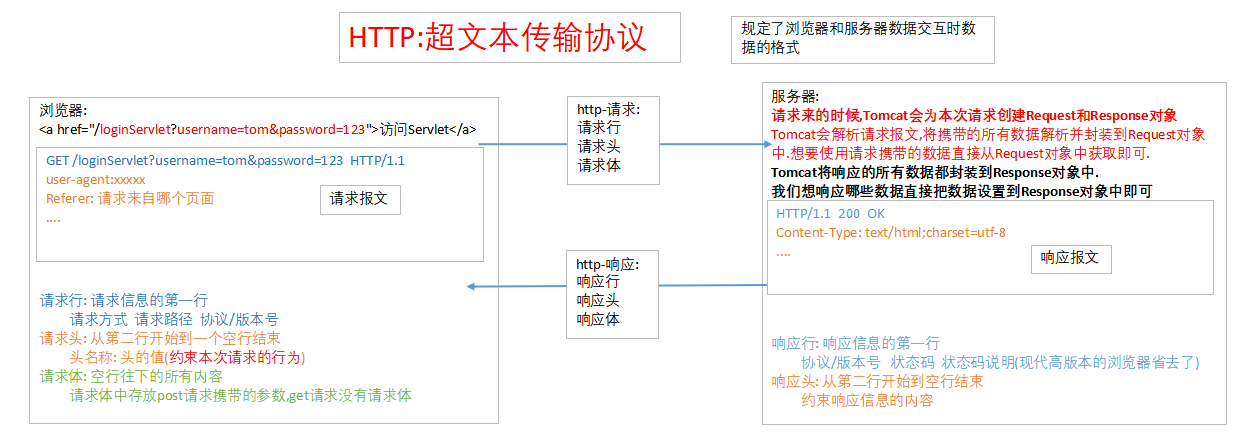 HTTP:超文本传输协议
规定了浏览器和服务器数据交互时数
据的格式
浏览器:
<a href="/loginServlet?username=tom&password=123">访问Servlet</a>
GET /loginServlet?username=tom&password=123 HTTP/1.1
user-agent:xxxxx
Referer: 请求来自哪个页面
....
请求报文
请求行: 请求信息的第一行
请求方式 请求路径 协议/版本号
请求头: 从第二行开始到一个空行结束
头名称: 头的值(约束本次请求的行为)
请求体: 空行往下的所有内容
请求体中存放post请求携带的参数,get请求没有请求体
http-请求:
请求行
请求头
请求体
http-响应:
响应行
响应头
响应体
服务器:
请求来的时候,Tomcat会为本次请求创建Request和Response对象
Tomcat会解析请求报文,将携带的所有数据解析并封装到Request对象
中.想要使用请求携带的数据直接从Request对象中获取即可.
Tomcat将响应的所有数据都封装到Response对象中.
我们想响应哪些数据直接把数据设置到Response对象中即可
HTTP/1.1 200 OK
Content-Type: text/html;charset=utf-8
....
响应报文
响应行: 响应信息的第一行
协议/版本号 状态码 状态码说明(现代高版本的浏览器省去了)
响应头: 从第二行开始到空行结束
约束响应信息的内容